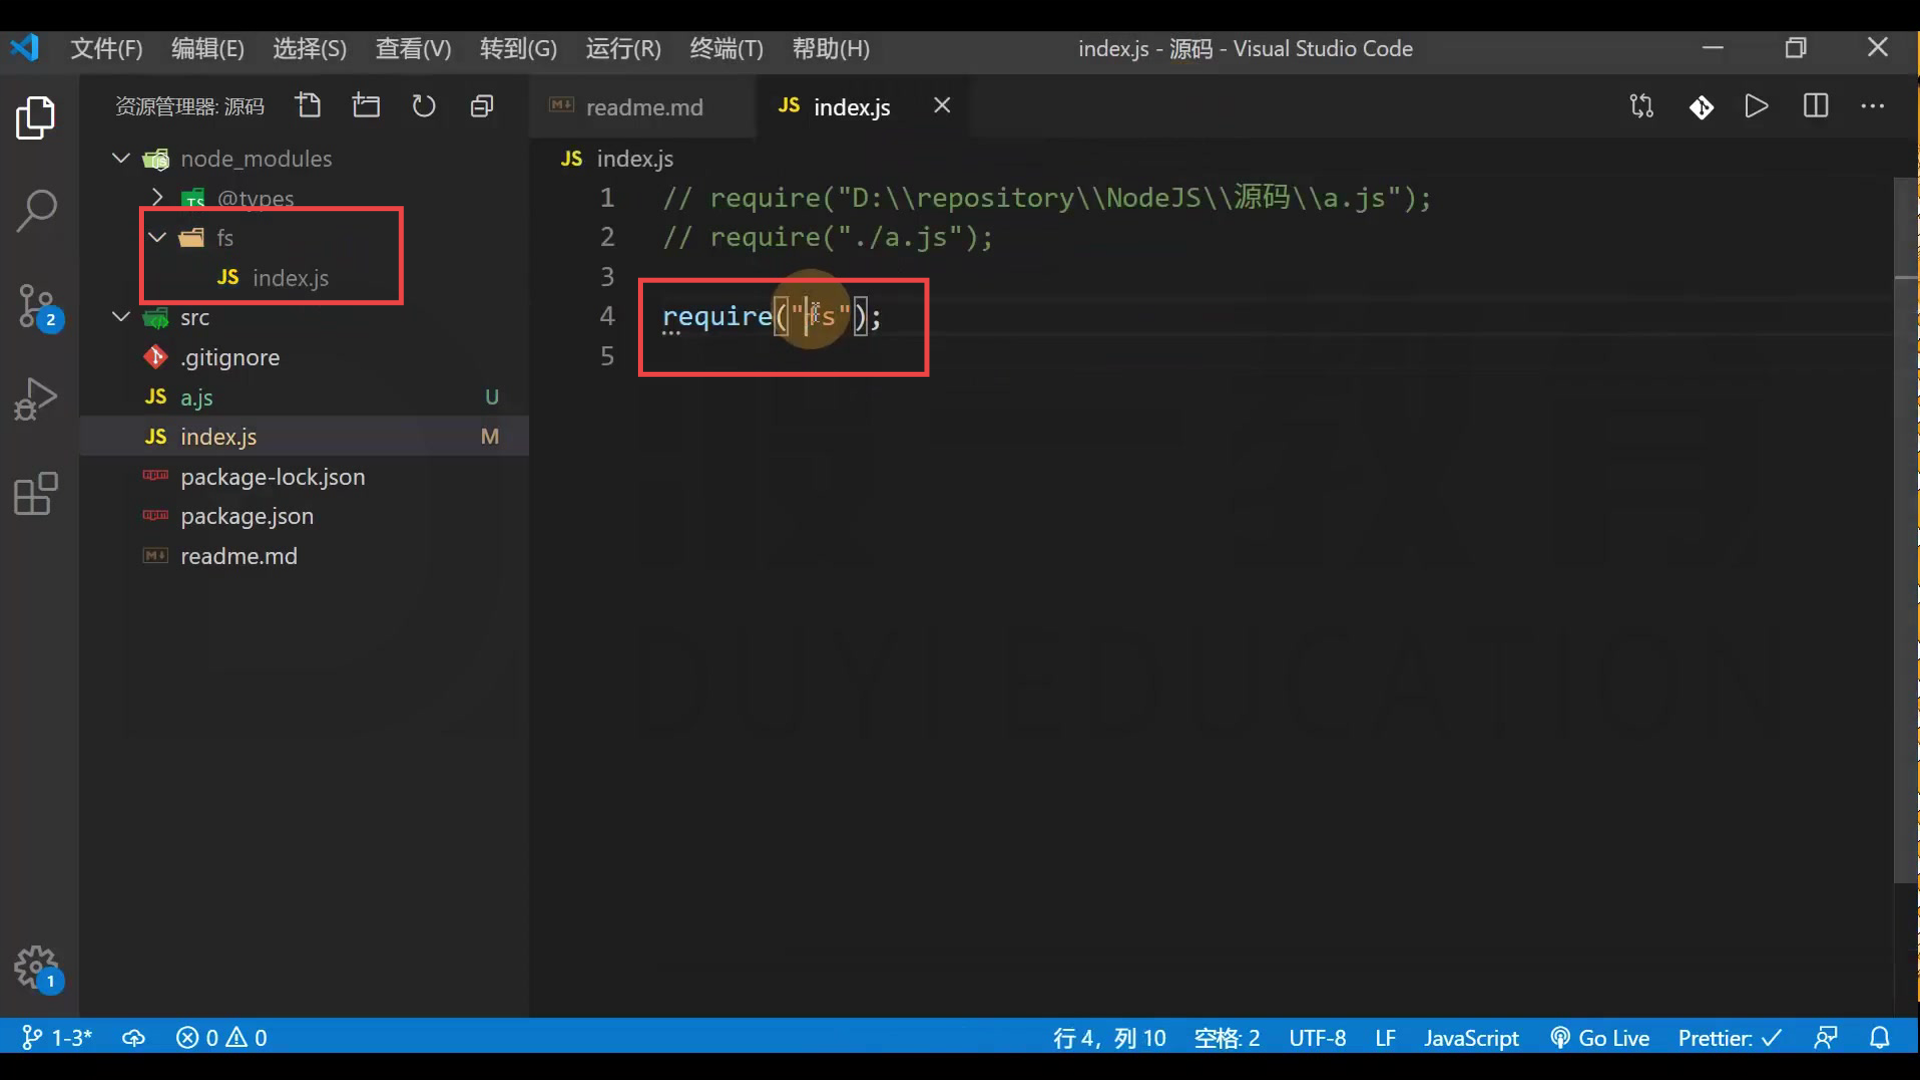 文件(F) 编辑(E) 选择(S) 查看(V) 转到(G) 运行(R) 终端(T) 帮助(H) index.js - 源码 - Visual Studio Code
资源管理器: 源码
readme.md
JS index.js
node_modules
TS @types
fs
JS index.js
src
.gitignore
JS a.js U
JS index.js M
package-lock.json
package.json
readme.md
JS index.js
1 // require("D:\\repository\\NodeJS\\源码\\a.js");
2 // require("./a.js");
3
4 require("fs");
5
DUYI EDUCATION
2
1
1-3* 0 0 行 4，列 10 空格: 2 UTF-8 LF JavaScript Go Live Prettier: ✓